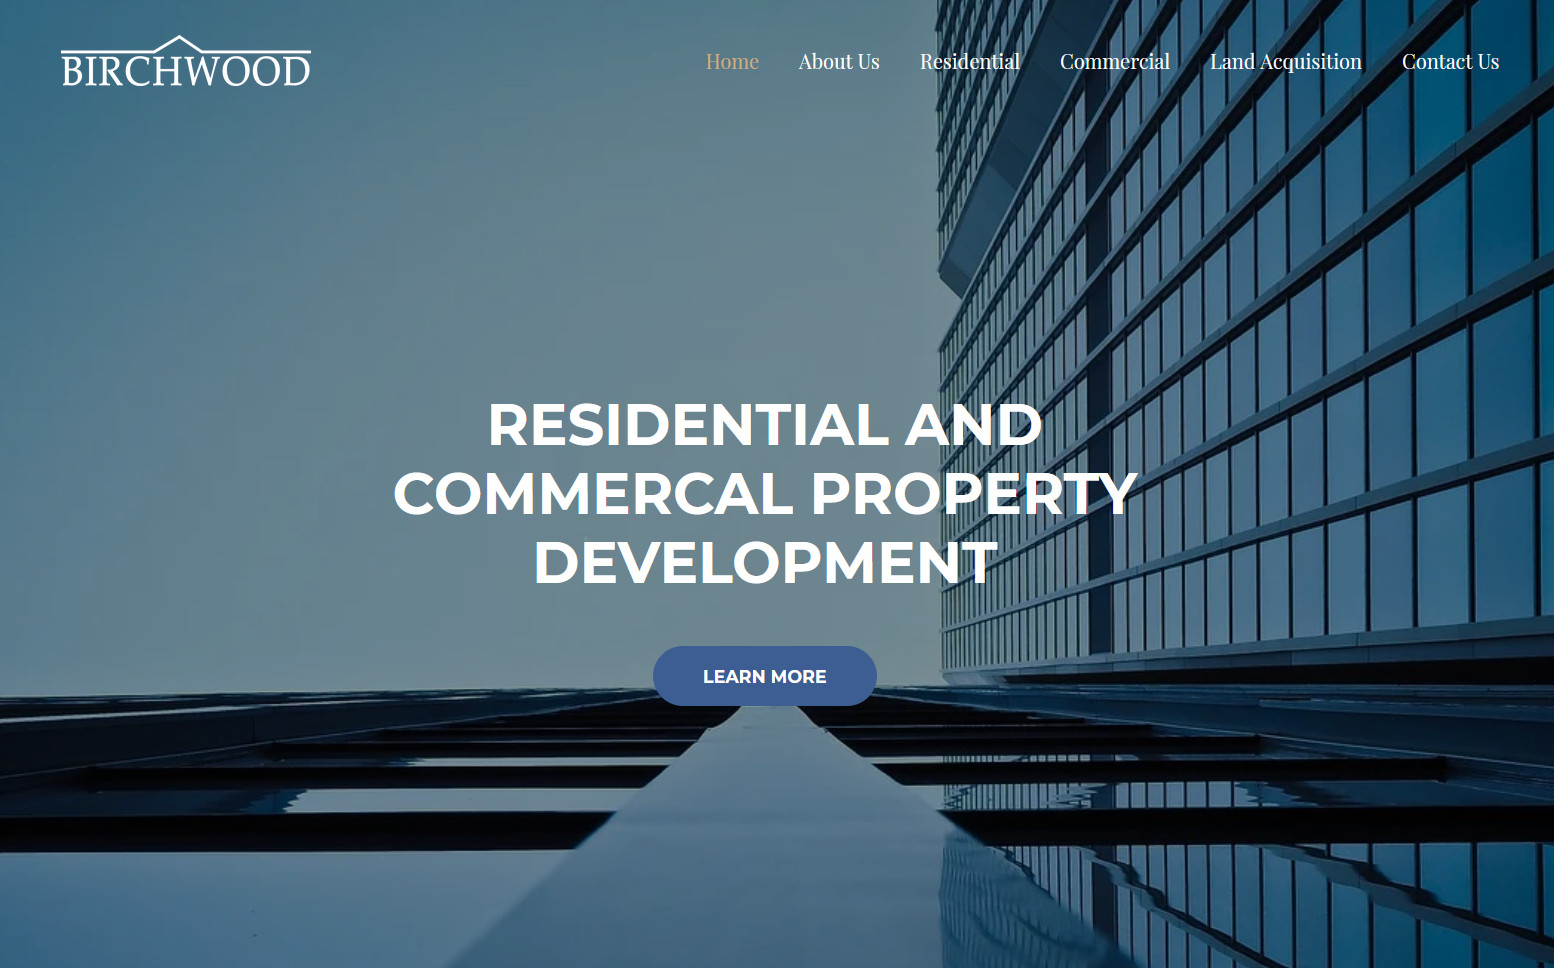 BIRCHWOOD
Home About Us Residential Commercial Land Acquisition Contact Us
RESIDENTIAL AND
COMMERCAL PROPERTY
DEVELOPMENT
LEARN MORE